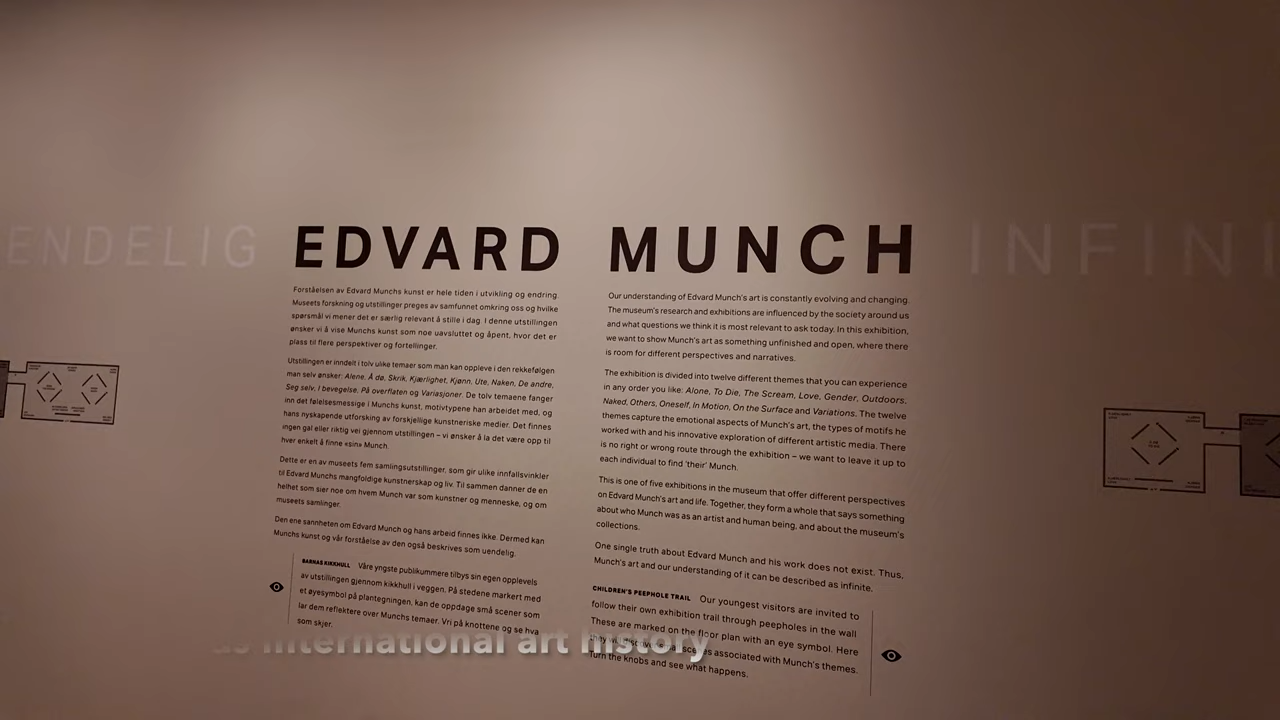 ENDELIG
EDVARD MUNCH
INFINI
Forståelsen av Edvard Munchs kunst er hele tiden i utvikling og endring.
Museets forskning og utstillinger preges av samfunnet omkring oss og hvilke
spørsmål vi mener det er særlig relevant å stille i dag. I denne utstillingen
ønsker vi å vise Munchs kunst som noe uavsluttet og åpent, hvor det er
plass til flere perspektiver og fortellinger.
Utstillingen er inndelt i tolv ulike temaer som man kan oppleve i den rekkefølgen
man selv ønsker: Alene, Å dø, Skrik, Kjærlighet, Kjønn, Ute, Naken, De andre,
Seg selv, I bevegelse, På overflaten og Variasjoner. De tolv temaene fanger
inn det følelsesmessige i Munchs kunst, motivtypene han arbeidet med, og
hans nyskapende utforsking av forskjellige kunstneriske medier. Det finnes
ingen gal eller riktig vei gjennom utstillingen – vi ønsker å la det være opp til
hver enkelt å finne «sin» Munch.
Dette er en av museets fem samlingsutstillinger, som gir ulike innfallsvinkler
til Edvard Munchs mangfoldige kunstnerskap og liv. Til sammen danner de en
helhet som sier noe om hvem Munch var som kunstner og menneske, og om
museets samlinger.
Den ene sannheten om Edvard Munch og hans arbeid finnes ikke. Dermed kan
Munchs kunst og vår forståelse av den også beskrives som uendelig.
BARNAS KIKKHULL Våre yngste publikummere tilbys sin egen opplevelse
av utstillingen gjennom kikkhull i veggen. På stedene markert med
et øyesymbol på plantegningen, kan de oppdage små scener som
lar dem reflektere over Munchs temaer. Vri på knottene og se hva
som skjer.
Our understanding of Edvard Munch's art is constantly evolving and changing.
The museum's research and exhibitions are influenced by the society around us
and what questions we think it is most relevant to ask today. In this exhibition,
we want to show Munch's art as something unfinished and open, where there
is room for different perspectives and narratives.
The exhibition is divided into twelve different themes that you can experience
in any order you like: Alone, To Die, The Scream, Love, Gender, Outdoors,
Naked, Others, Oneself, In Motion, On the Surface and Variations. The twelve
themes capture the emotional aspects of Munch's art, the types of motifs he
worked with and his innovative exploration of different artistic media. There
is no right or wrong route through the exhibition – we want to leave it up to
each individual to find 'their' Munch.
This is one of five exhibitions in the museum that offer different perspectives
on Edvard Munch's art and life. Together, they form a whole that says something
about who Munch was as an artist and human being, and about the museum's
collections.
One single truth about Edvard Munch and his work does not exist. Thus,
Munch's art and our understanding of it can be described as infinite.
CHILDREN'S PEEPHOLE TRAIL Our youngest visitors are invited to
follow their own exhibition trail through peepholes in the wall
These are marked on the floor plan with an eye symbol. Here
they will discover small scenes associated with Munch's themes.
Turn the knobs and see what happens.
as international art history